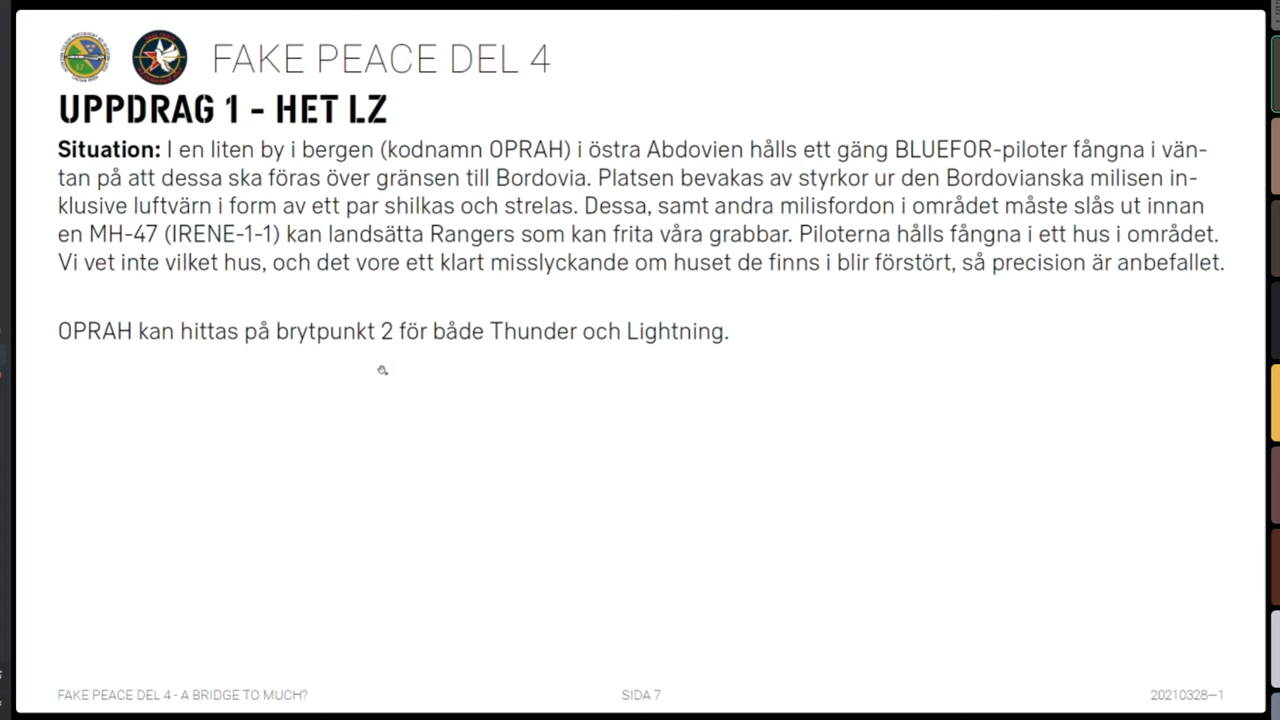 FAKE PEACE DEL 4
UPPDRAG 1 - HET LZ
Situation: I en liten by i bergen (kodnamn OPRAH) i östra Abdovien hålls ett gäng BLUEFOR-piloter fångna i vän-
tan på att dessa ska föras över gränsen till Bordovia. Platsen bevakas av styrkor ur den Bordovianska milisen in-
klusive luftvärn i form av ett par shilkas och strelas. Dessa, samt andra milisfordon i området måste slås ut innan
en MH-47 (IRENE-1-1) kan landsätta Rangers som kan frita våra grabbar. Piloterna hålls fångna i ett hus i området.
Vi vet inte vilket hus, och det vore ett klart misslyckande om huset de finns i blir förstört, så precision är anbefallet.
OPRAH kan hittas på brytpunkt 2 för både Thunder och Lightning.
FAKE PEACE DEL 4 - A BRIDGE TO MUCH?
SIDA 7
20210328—1